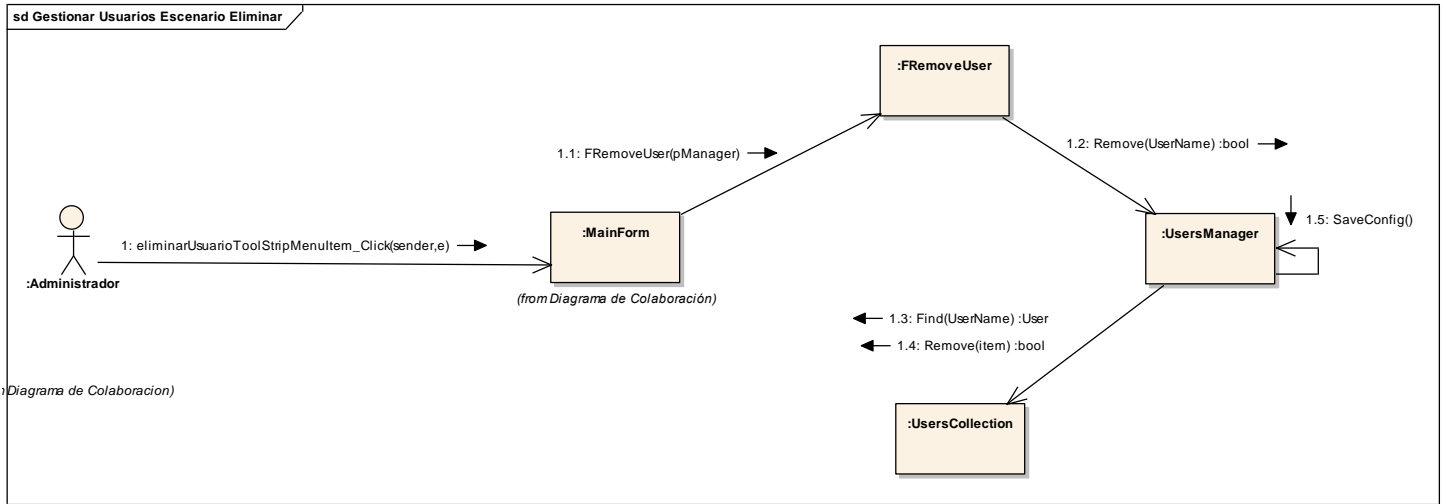 sd Gestionar Usuarios Escenario Eliminar
:FRemoveUser
1.1: FRemoveUser(pManager)
1.2: Remove(UserName) :bool
1.5: SaveConfig()
:MainForm
:UsersManager
1: eliminarUsuarioToolStripMenuItem_Click(sender,e)
:Administrador
(from Diagrama de Colaboración)
1.3: Find(UserName) :User
1.4: Remove(item) :bool
Diagrama de Colaboracion)
:UsersCollection